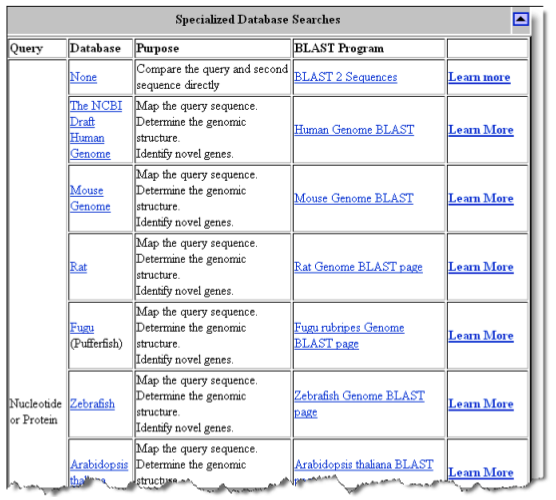 Specialized Database Searches
Query Database Purpose BLAST Program
None
Compare the query and second
sequence directly
BLAST 2 Sequences
Learn more
The NCBI
Draft
Human
Genome
Map the query sequence.
Determine the genomic
structure.
Identify novel genes.
Human Genome BLAST
Learn More
Mouse
Genome
Map the query sequence.
Determine the genomic
structure.
Identify novel genes.
Mouse Genome BLAST
Learn More
Rat
Map the query sequence.
Determine the genomic
structure.
Identify novel genes.
Rat Genome BLAST page
Learn More
Fugu
(Pufferfish)
Map the query sequence.
Determine the genomic
structure.
Identify novel genes.
Fugu rubripes Genome
BLAST page
Learn More
Nucleotide
or Protein
Zebrafish
Map the query sequence.
Determine the genomic
structure.
Identify novel genes.
Zebrafish Genome BLAST
page
Learn More
Arabidopsis
Map the query sequence.
Determine the genomic
structure
Arabidopsis thaliana BLAST
Learn More